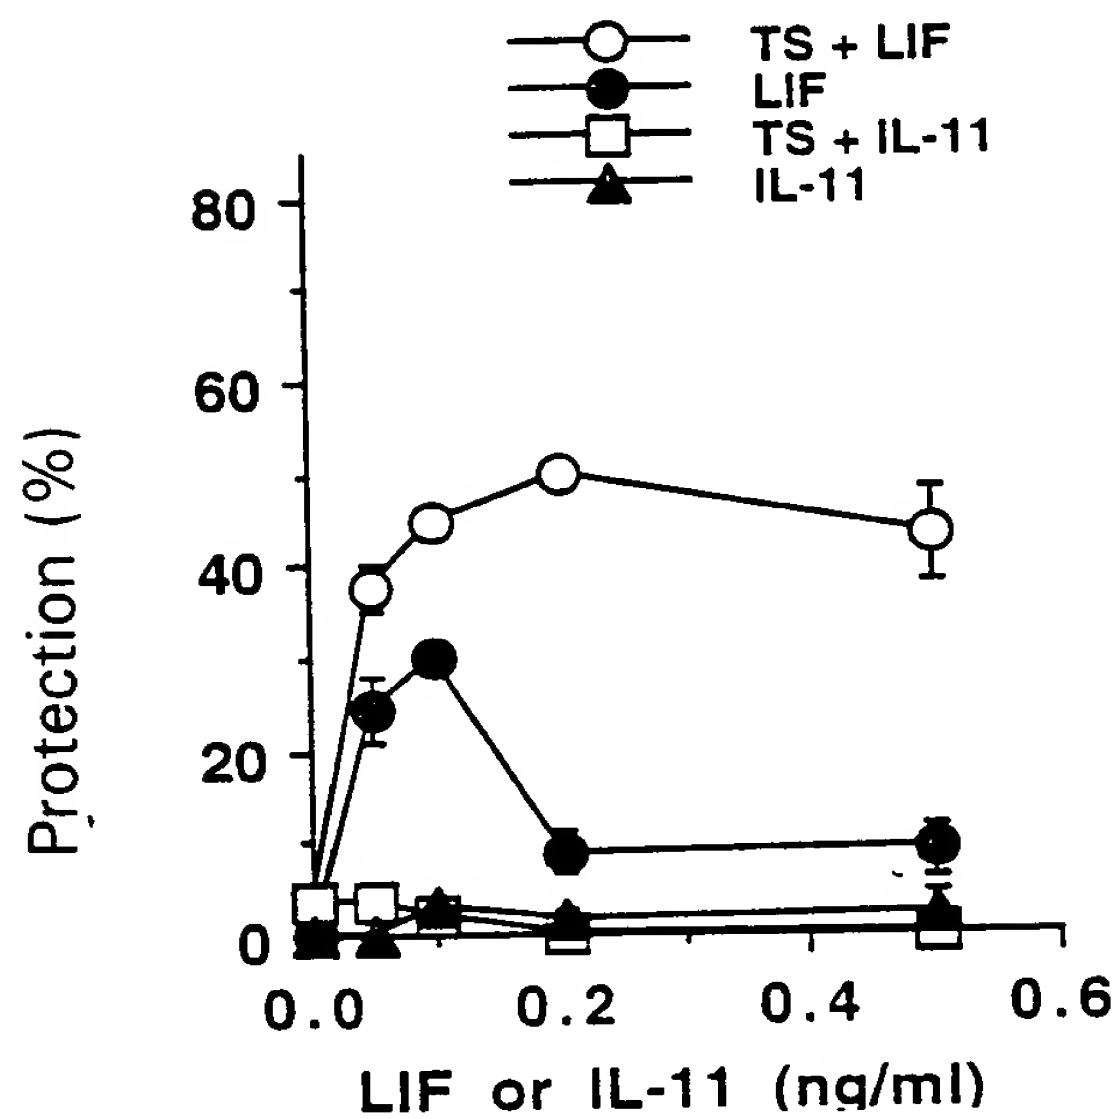 TS + LIF
LIF
TS + IL-11
IL-11
80
60
40
20
0
Protection (%)
0.0 0.2 0.4 0.6
LIF or IL-11 (ng/ml)